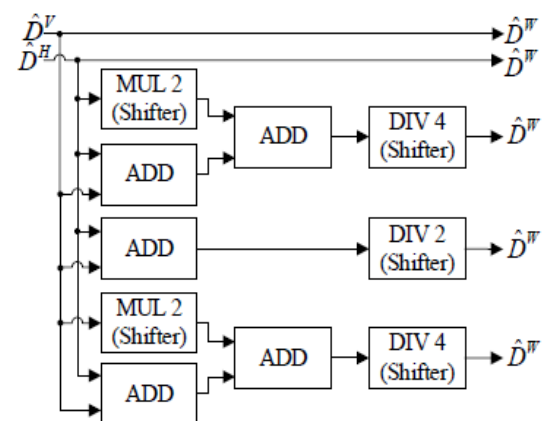 D̂^V D̂^W
D̂^H D̂^W
MUL 2
(Shifter)
ADD
DIV 4
(Shifter)
D̂^W
ADD
ADD
DIV 2
(Shifter)
D̂^W
MUL 2
(Shifter)
ADD
DIV 4
(Shifter)
D̂^W
ADD